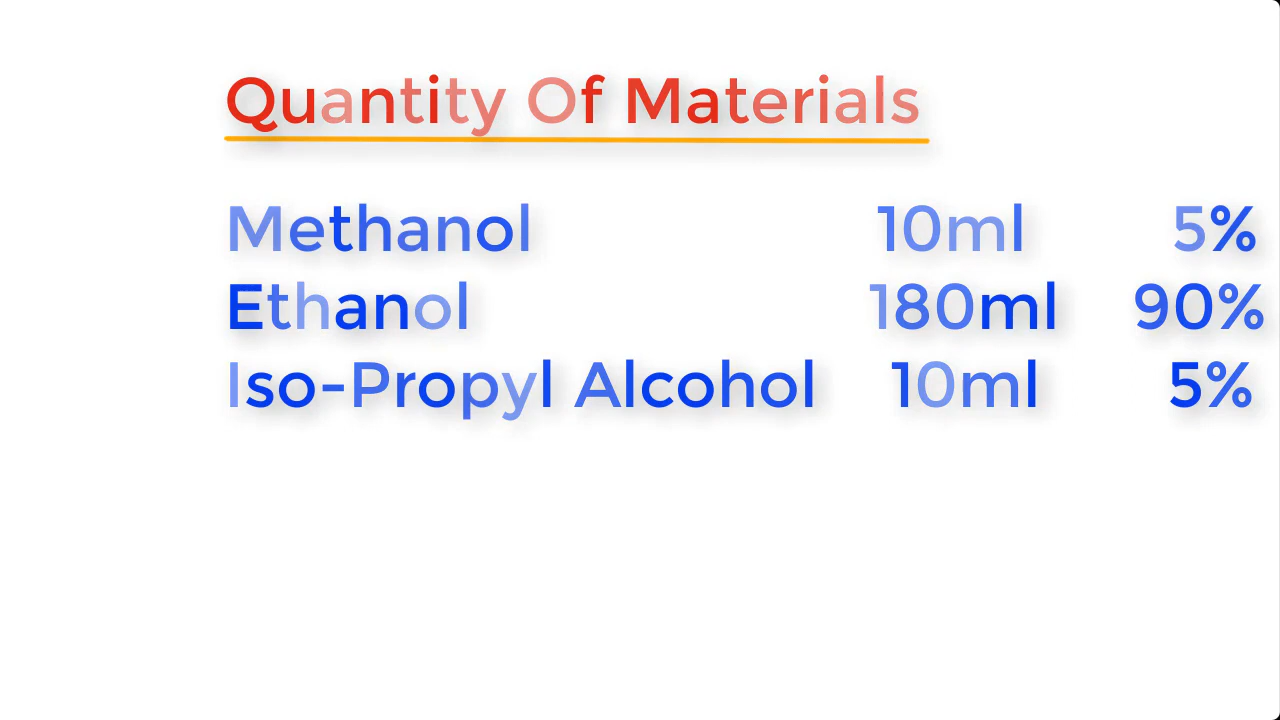 Quantity Of Materials
Methanol 10ml 5%
Ethanol 180ml 90%
Iso-Propyl Alcohol 10ml 5%